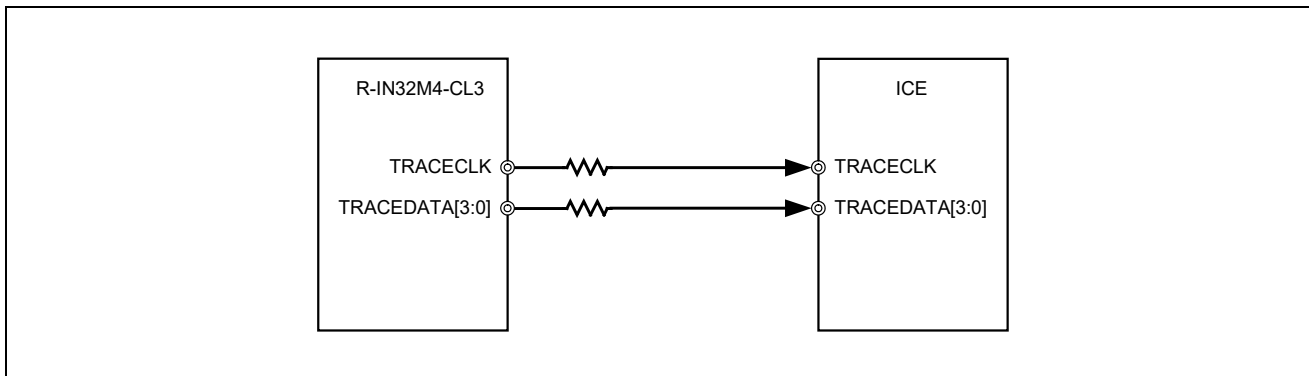 R-IN32M4-CL3
ICE
TRACECLK
TRACECLK
TRACEDATA[3:0]
TRACEDATA[3:0]